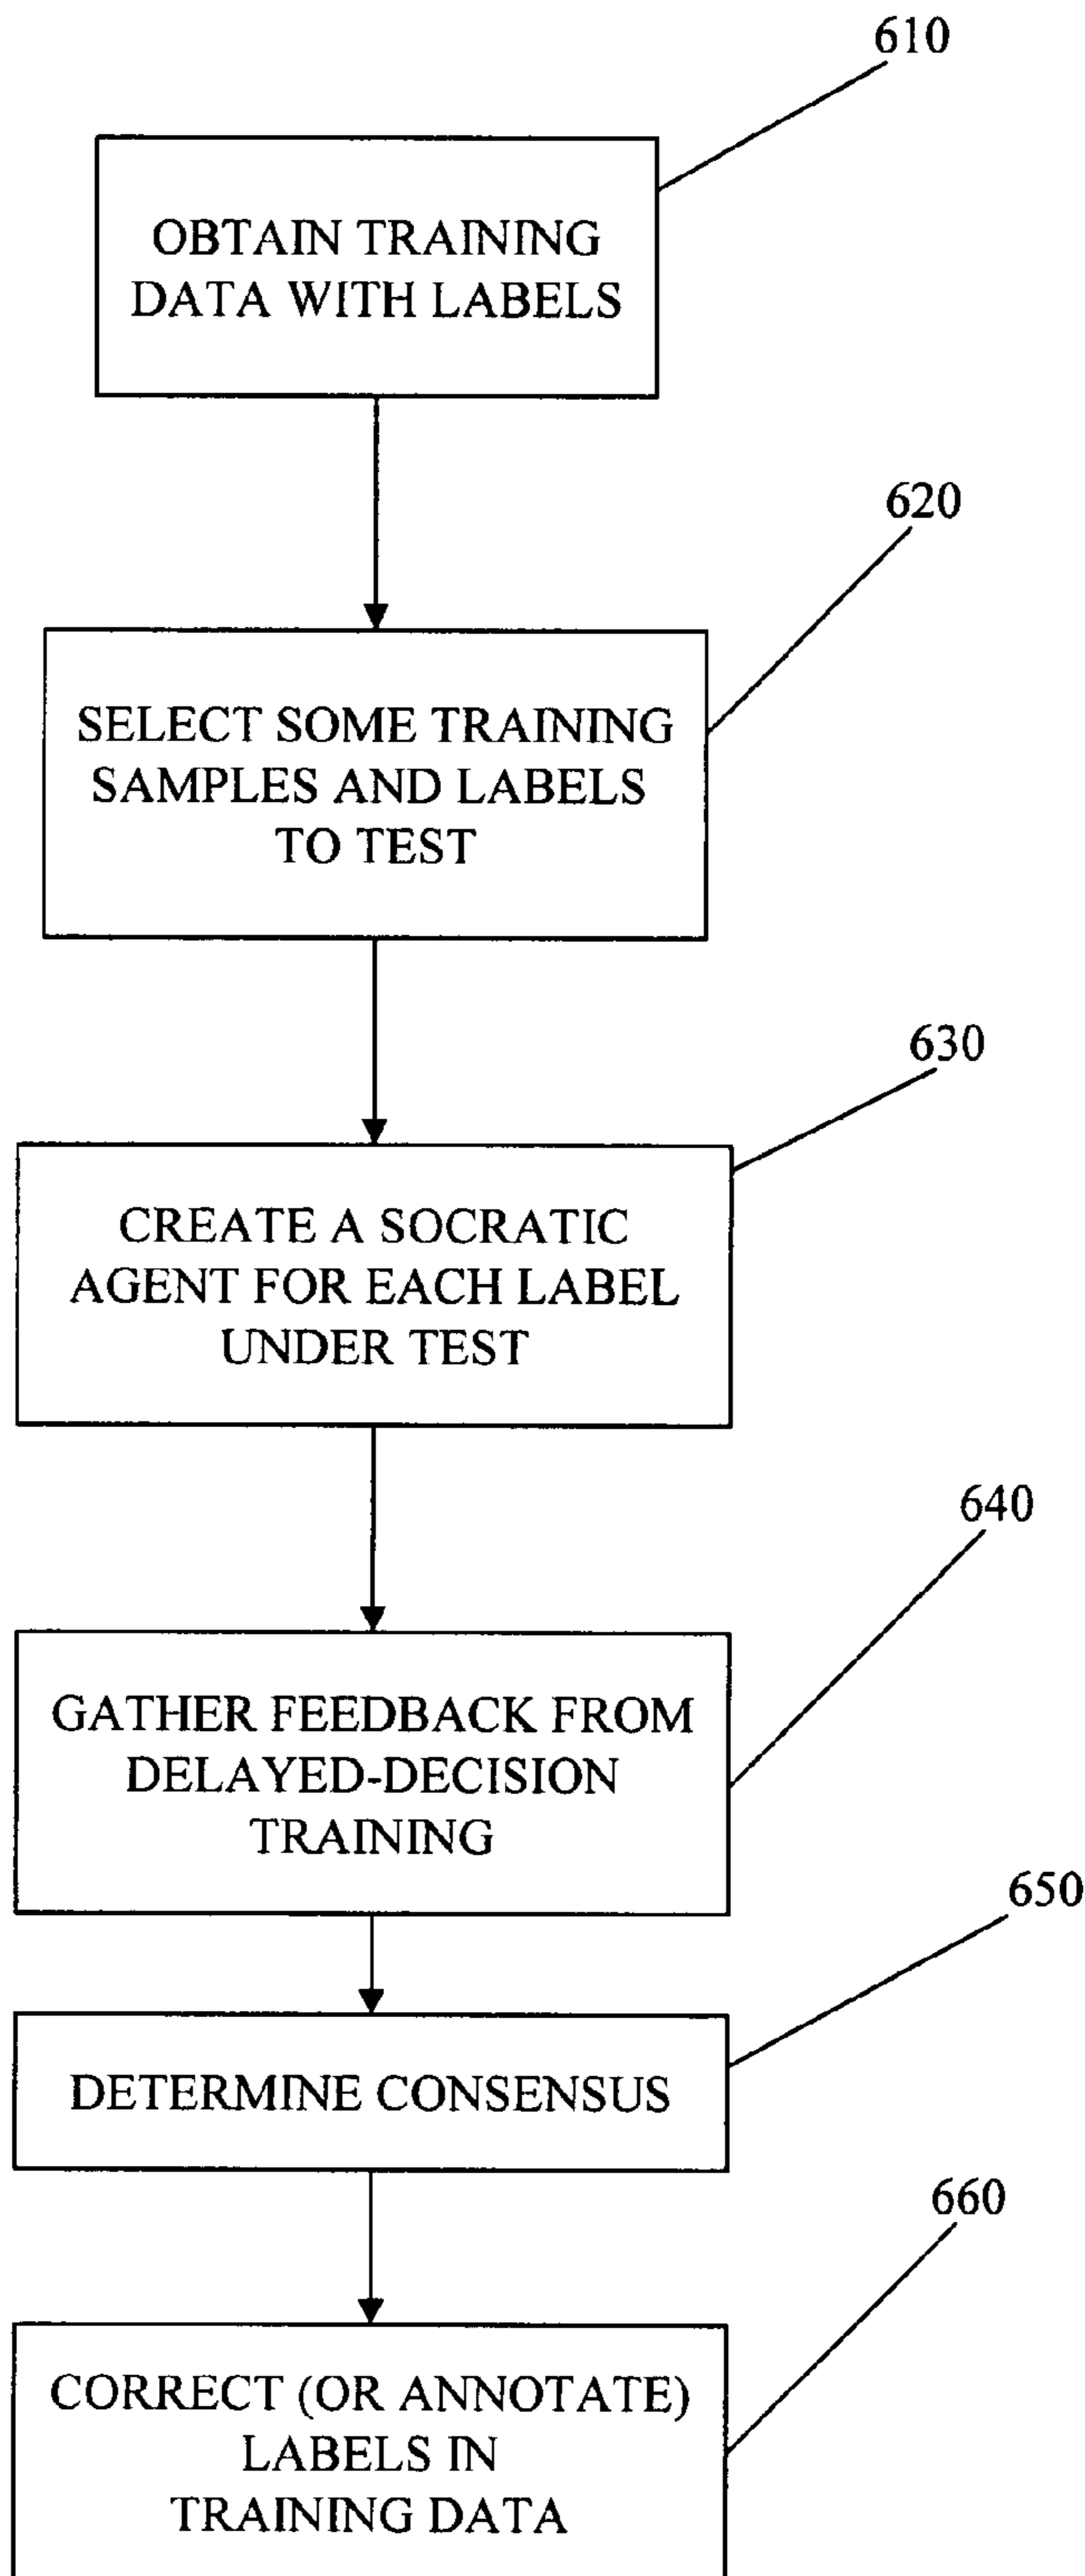 610
OBTAIN TRAINING
DATA WITH LABELS
620
SELECT SOME TRAINING
SAMPLES AND LABELS
TO TEST
630
CREATE A SOCRATIC
AGENT FOR EACH LABEL
UNDER TEST
640
GATHER FEEDBACK FROM
DELAYED-DECISION
TRAINING
650
DETERMINE CONSENSUS
660
CORRECT (OR ANNOTATE)
LABELS IN
TRAINING DATA